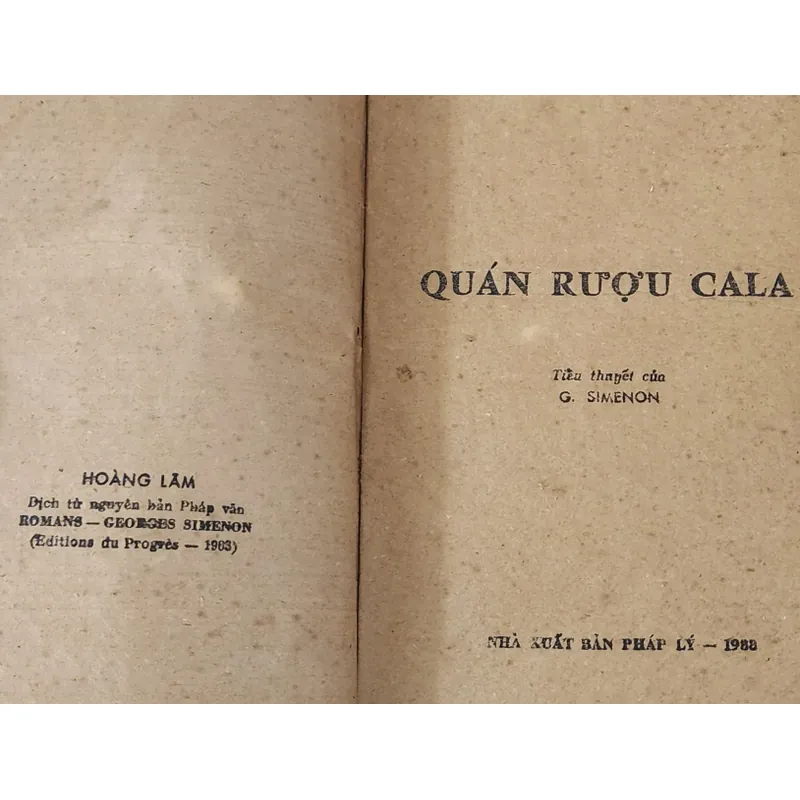 HOÀNG LÃM
Dịch từ nguyên bản Pháp văn
ROMANS — GEORGES SIMENON
(Editions du Progrès — 1963)
QUÁN RƯỢU CALA
Tiểu thuyết của
G. SIMENON
NHÀ XUẤT BẢN PHÁP LÝ — 1988